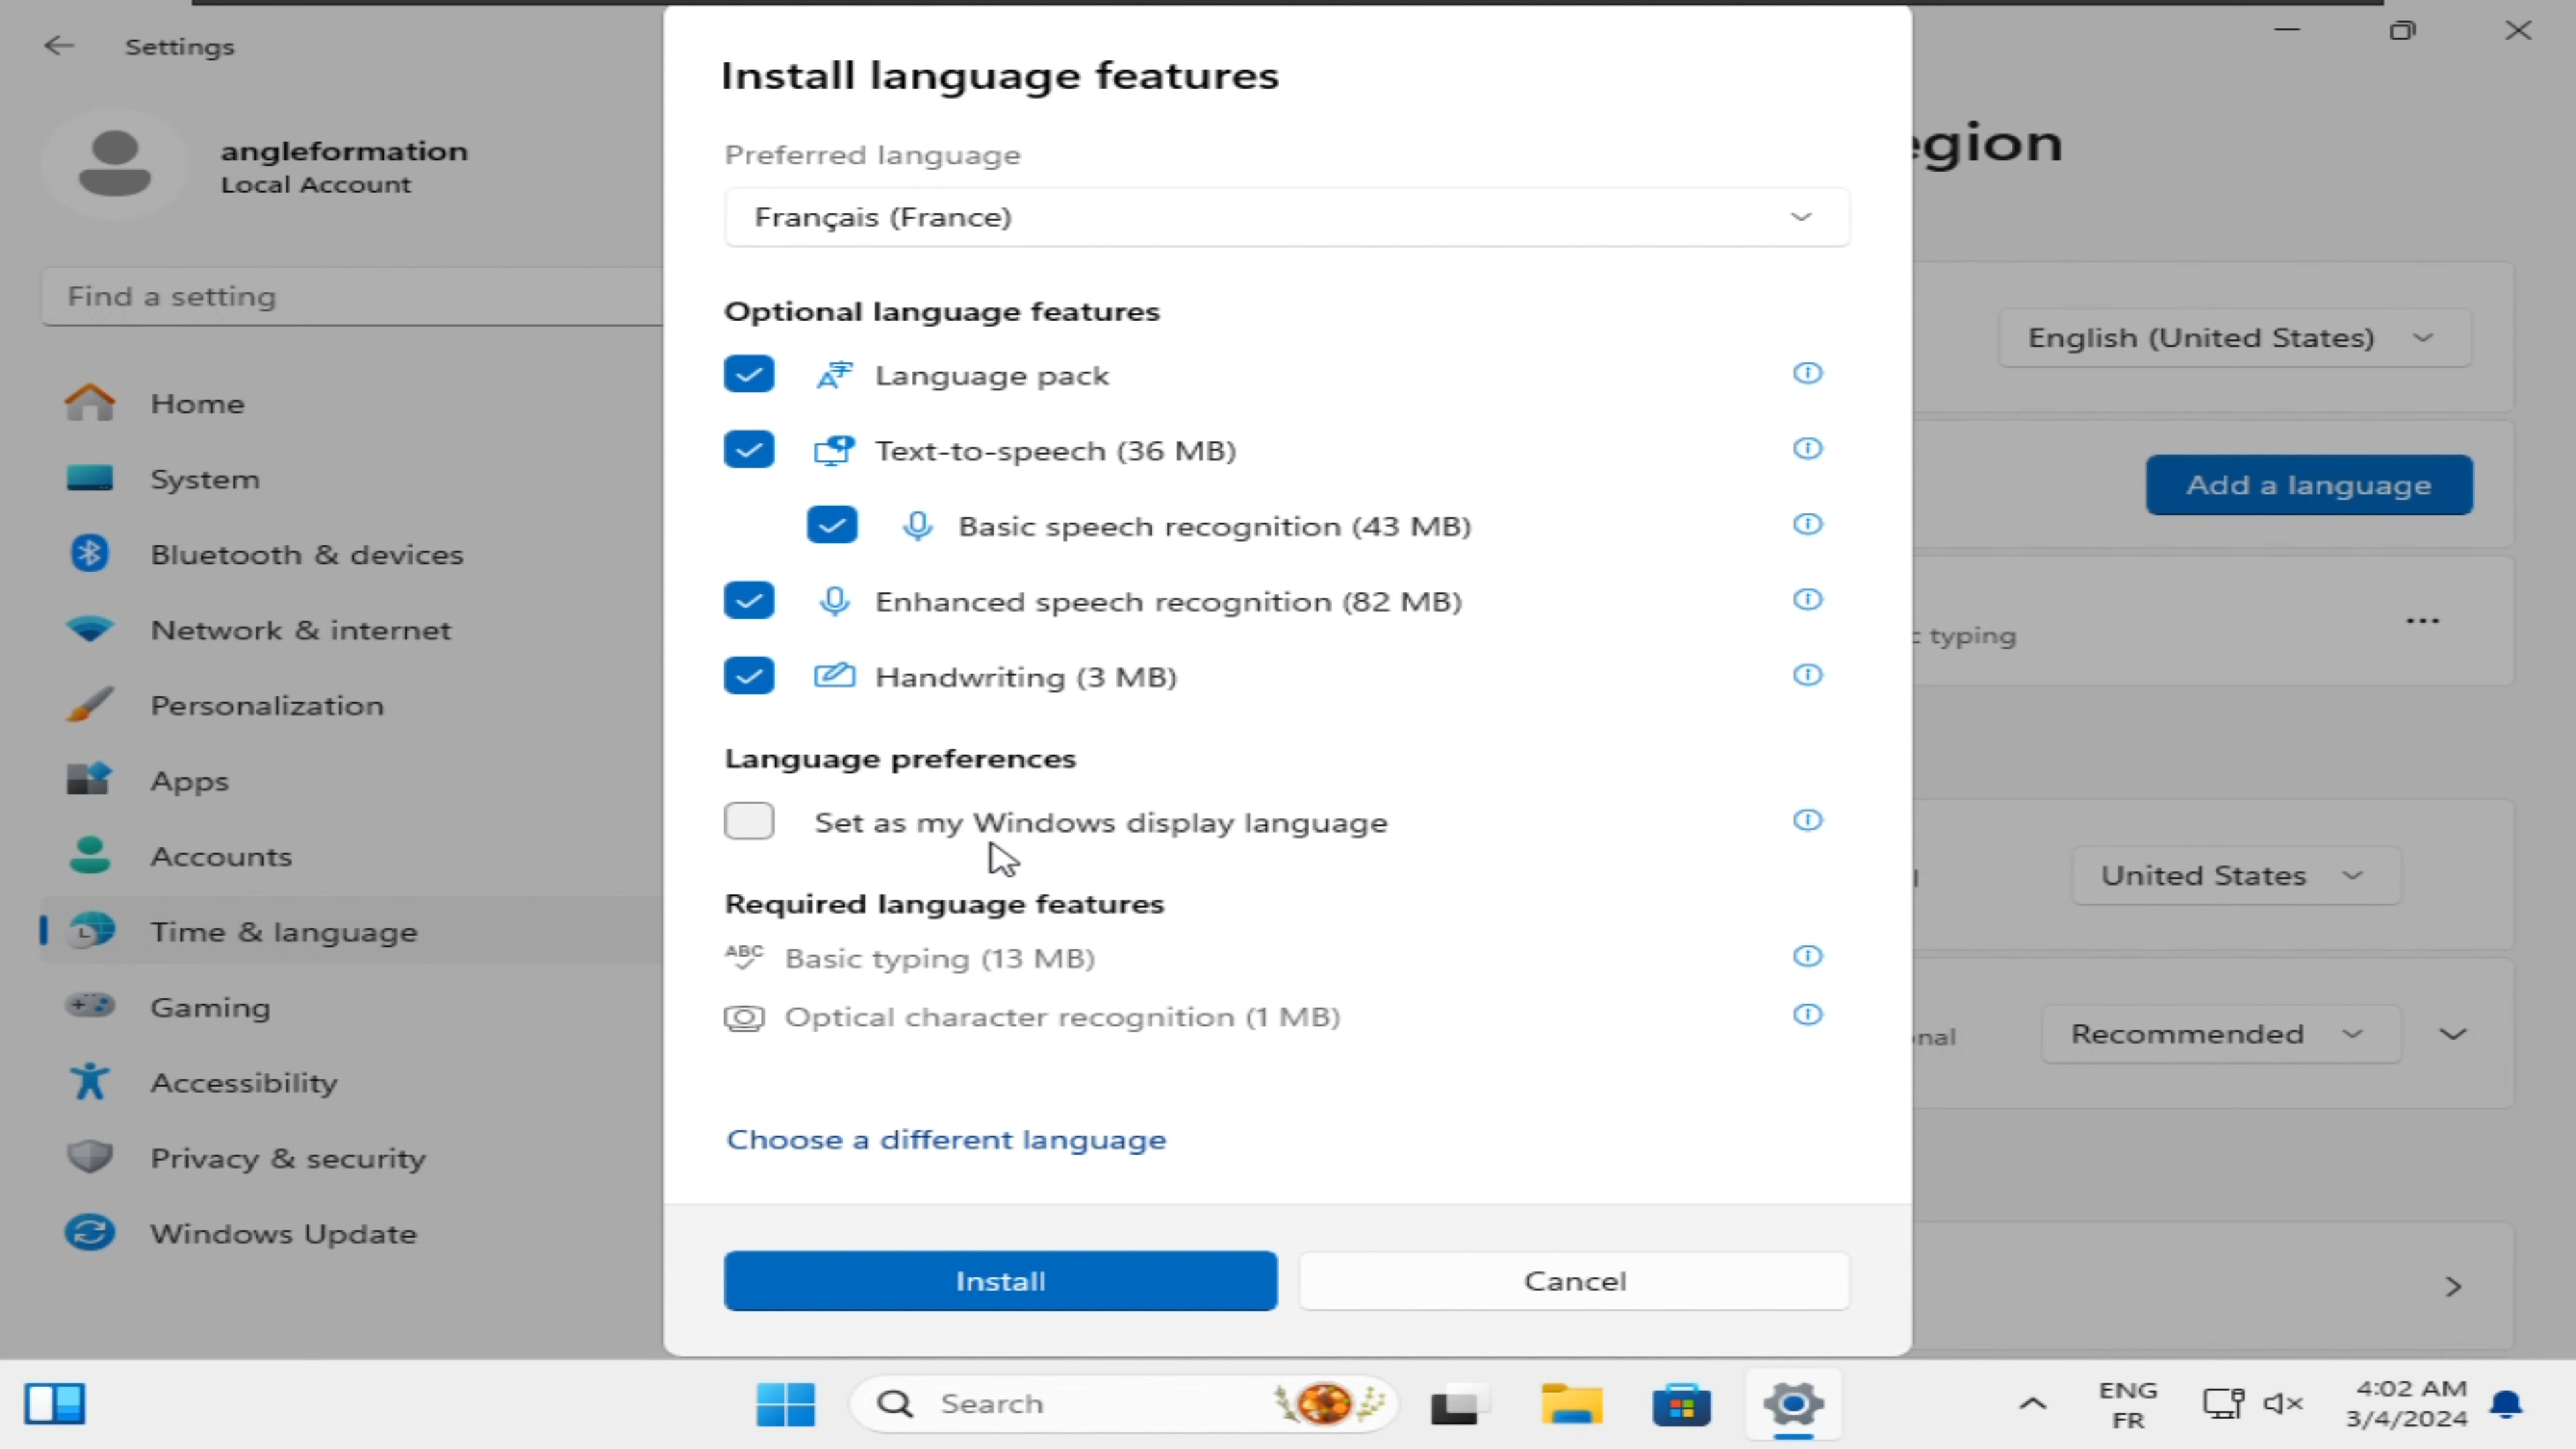 Settings
angleformation
Local Account
Find a setting
Home
System
Bluetooth & devices
Network & internet
Personalization
Apps
Accounts
Time & language
Gaming
Accessibility
Privacy & security
Windows Update
Install language features
Preferred language
Français (France)
Optional language features
Language pack
Text-to-speech (36 MB)
Basic speech recognition (43 MB)
Enhanced speech recognition (82 MB)
Handwriting (3 MB)
Language preferences
Set as my Windows display language
Required language features
ABC Basic typing (13 MB)
Optical character recognition (1 MB)
Choose a different language
Install
Cancel
egion
English (United States)
Add a language
typing
United States
nal
Recommended
Search
ENG
FR
4:02 AM
3/4/2024